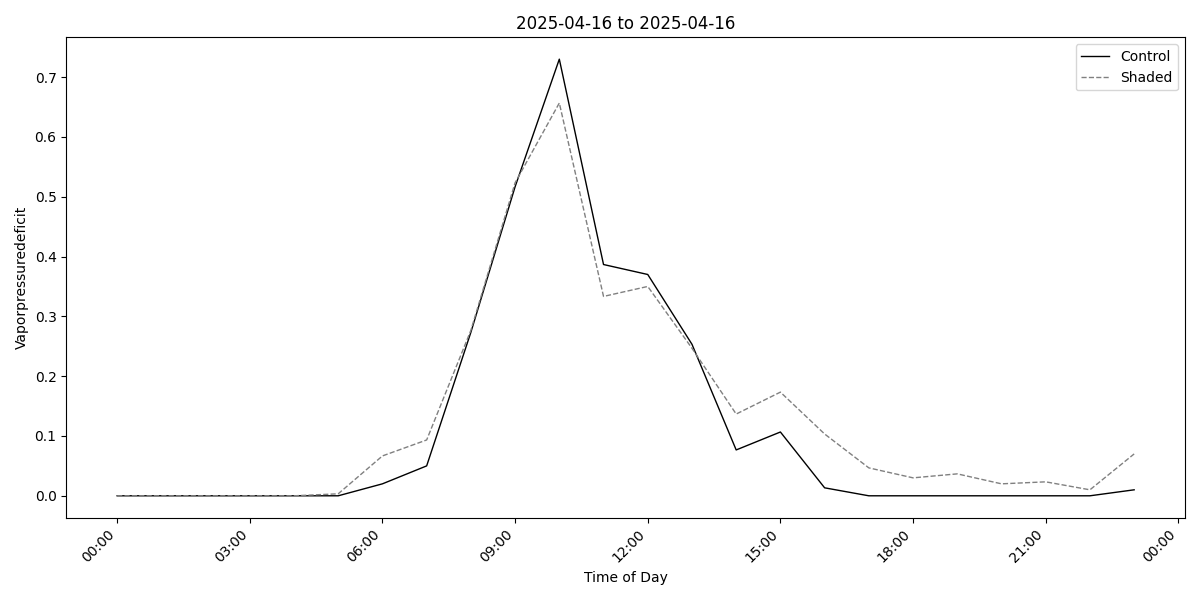 2025-04-16 to 2025-04-16
Control
Shaded
Vaporpressuredeficit
0.7
0.6
0.5
0.4
0.3
0.2
0.1
0.0
00:00 03:00 06:00 09:00 12:00 15:00 18:00 21:00 00:00
Time of Day